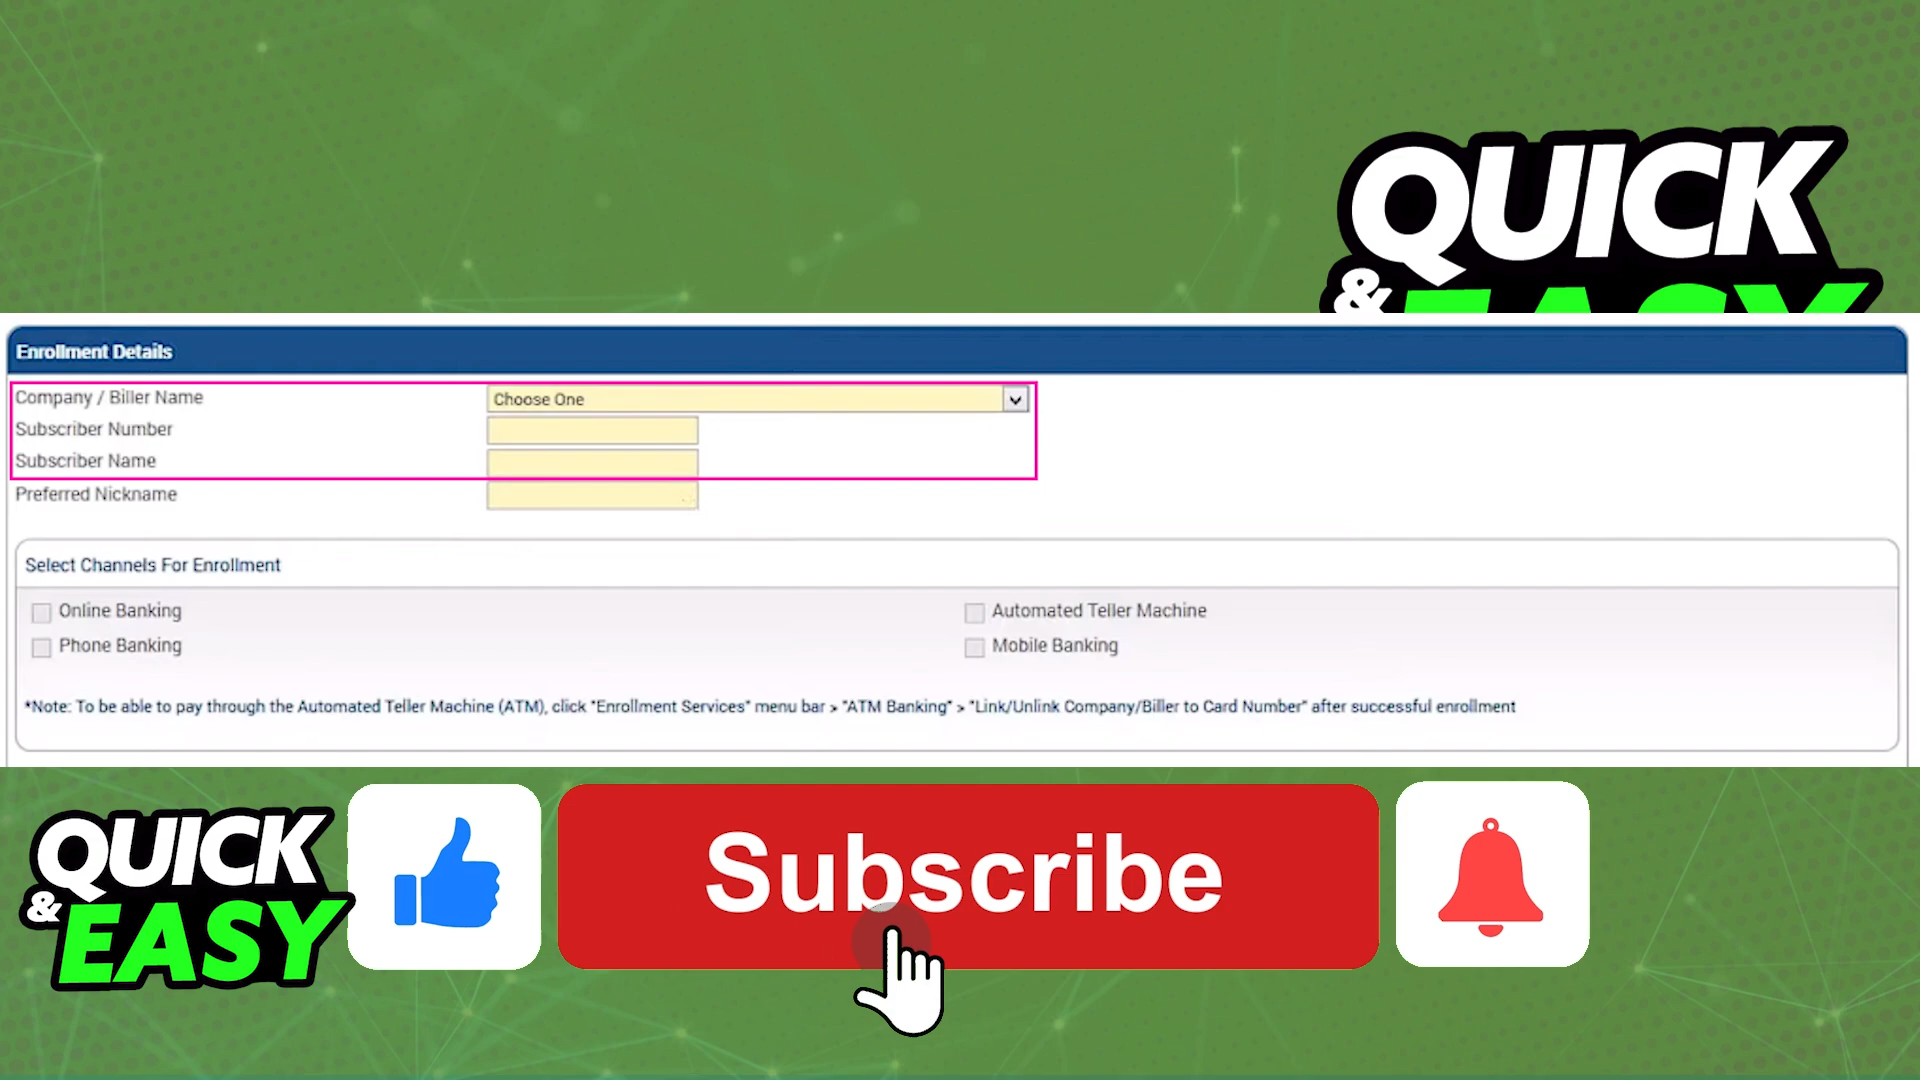 QUICK
& EASY
Enrollment Details
Company / Biller Name
Choose One
Subscriber Number
Subscriber Name
Preferred Nickname
Select Channels For Enrollment
Online Banking
Automated Teller Machine
Phone Banking
Mobile Banking
*Note: To be able to pay through the Automated Teller Machine (ATM), click "Enrollment Services" menu bar > "ATM Banking" > "Link/Unlink Company/Biller to Card Number" after successful enrollment
QUICK
& EASY
Subscribe